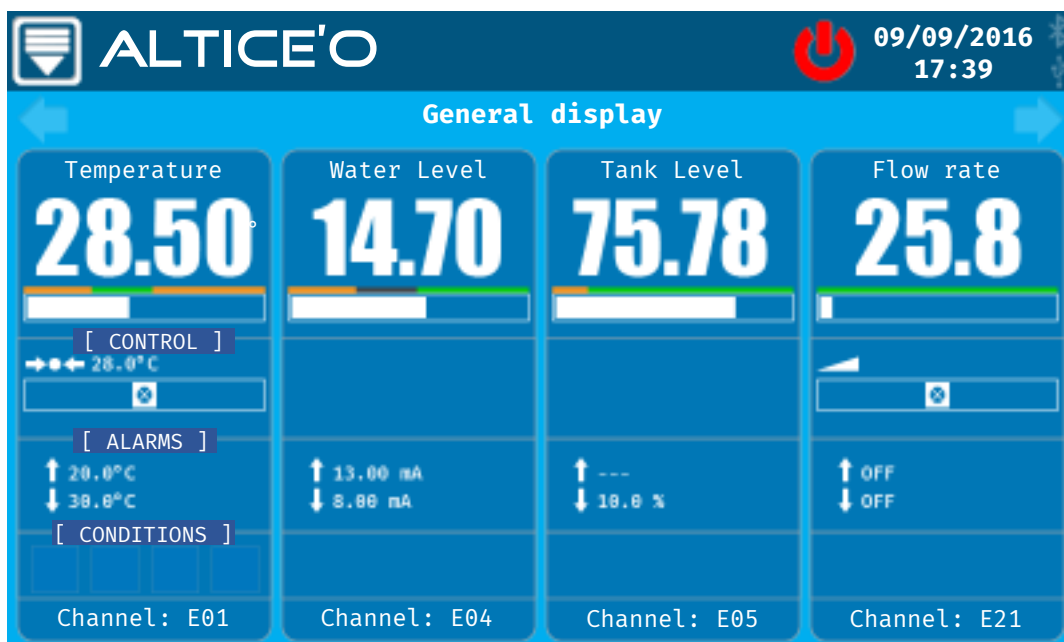 ALTICE'O
09/09/2016
17:39
General display
Temperature
28.50°
[ CONTROL ]
28.0°C
[ ALARMS ]
20.0°C
30.0°C
[ CONDITIONS ]
Channel: E01
Water Level
14.70
13.00 mA
8.00 mA
Channel: E04
Tank Level
75.78
---
10.0 %
Channel: E05
Flow rate
25.8
OFF
OFF
Channel: E21